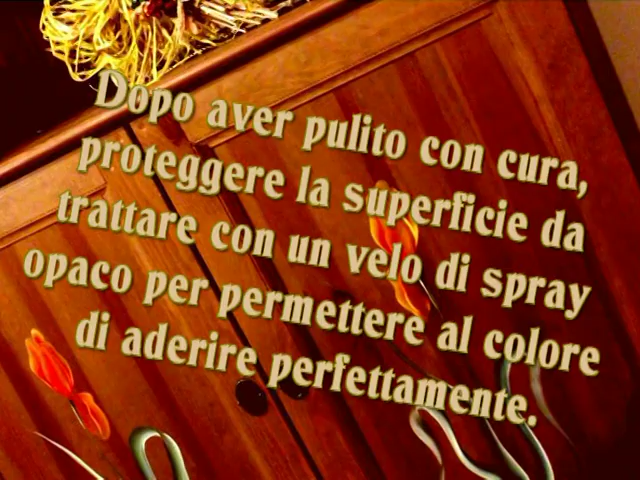 Dopo aver pulito con cura,
proteggere la superficie da
trattare con un velo di spray
opaco per permettere al colore
di aderire perfettamente.